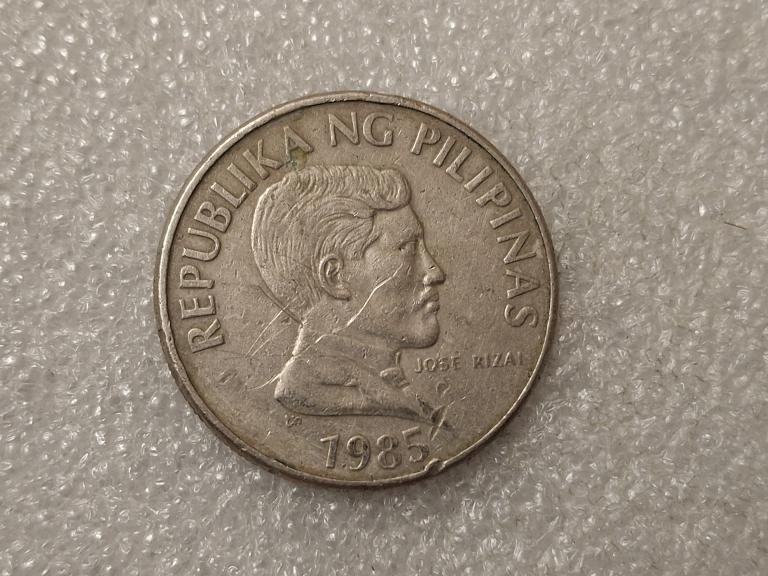 REPUBLIKA NG PILIPINAS
JOSE RIZAL
1985